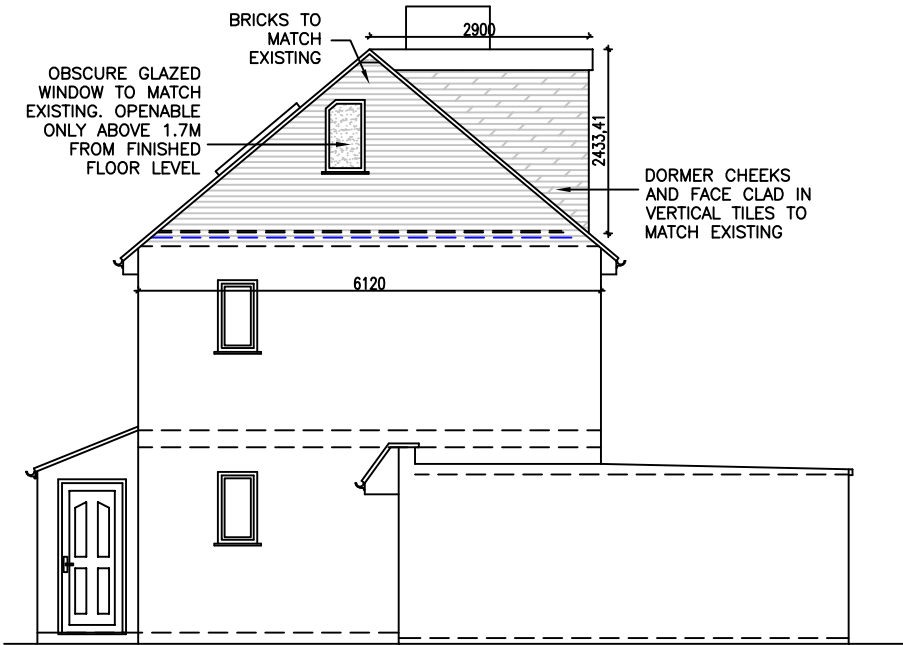 BRICKS TO
MATCH
EXISTING
2900
OBSCURE GLAZED
WINDOW TO MATCH
EXISTING. OPENABLE
ONLY ABOVE 1.7M
FROM FINISHED
FLOOR LEVEL
2433,41
DORMER CHEEKS
AND FACE CLAD IN
VERTICAL TILES TO
MATCH EXISTING
6120